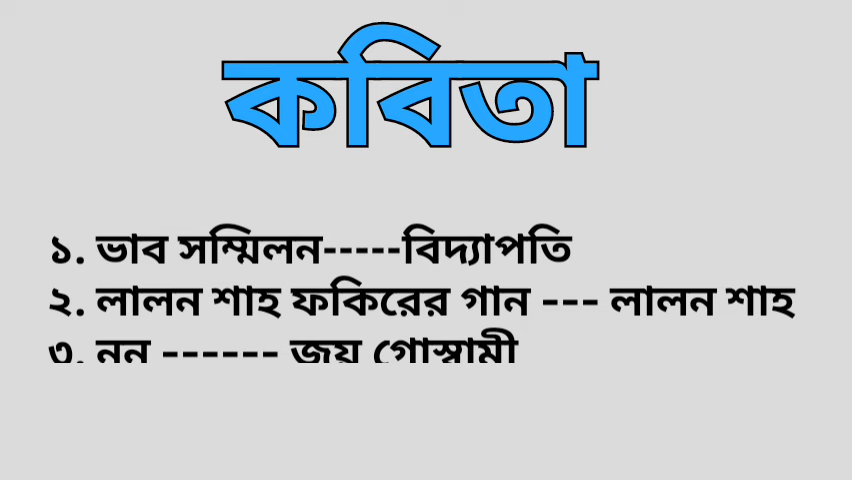 কবিতা
১. ভাব সম্মিলন-----বিদ্যাপতি
২. লালন শাহ ফকিরের গান --- লালন শাহ
৩. নুন ------ জয় গোস্বামী